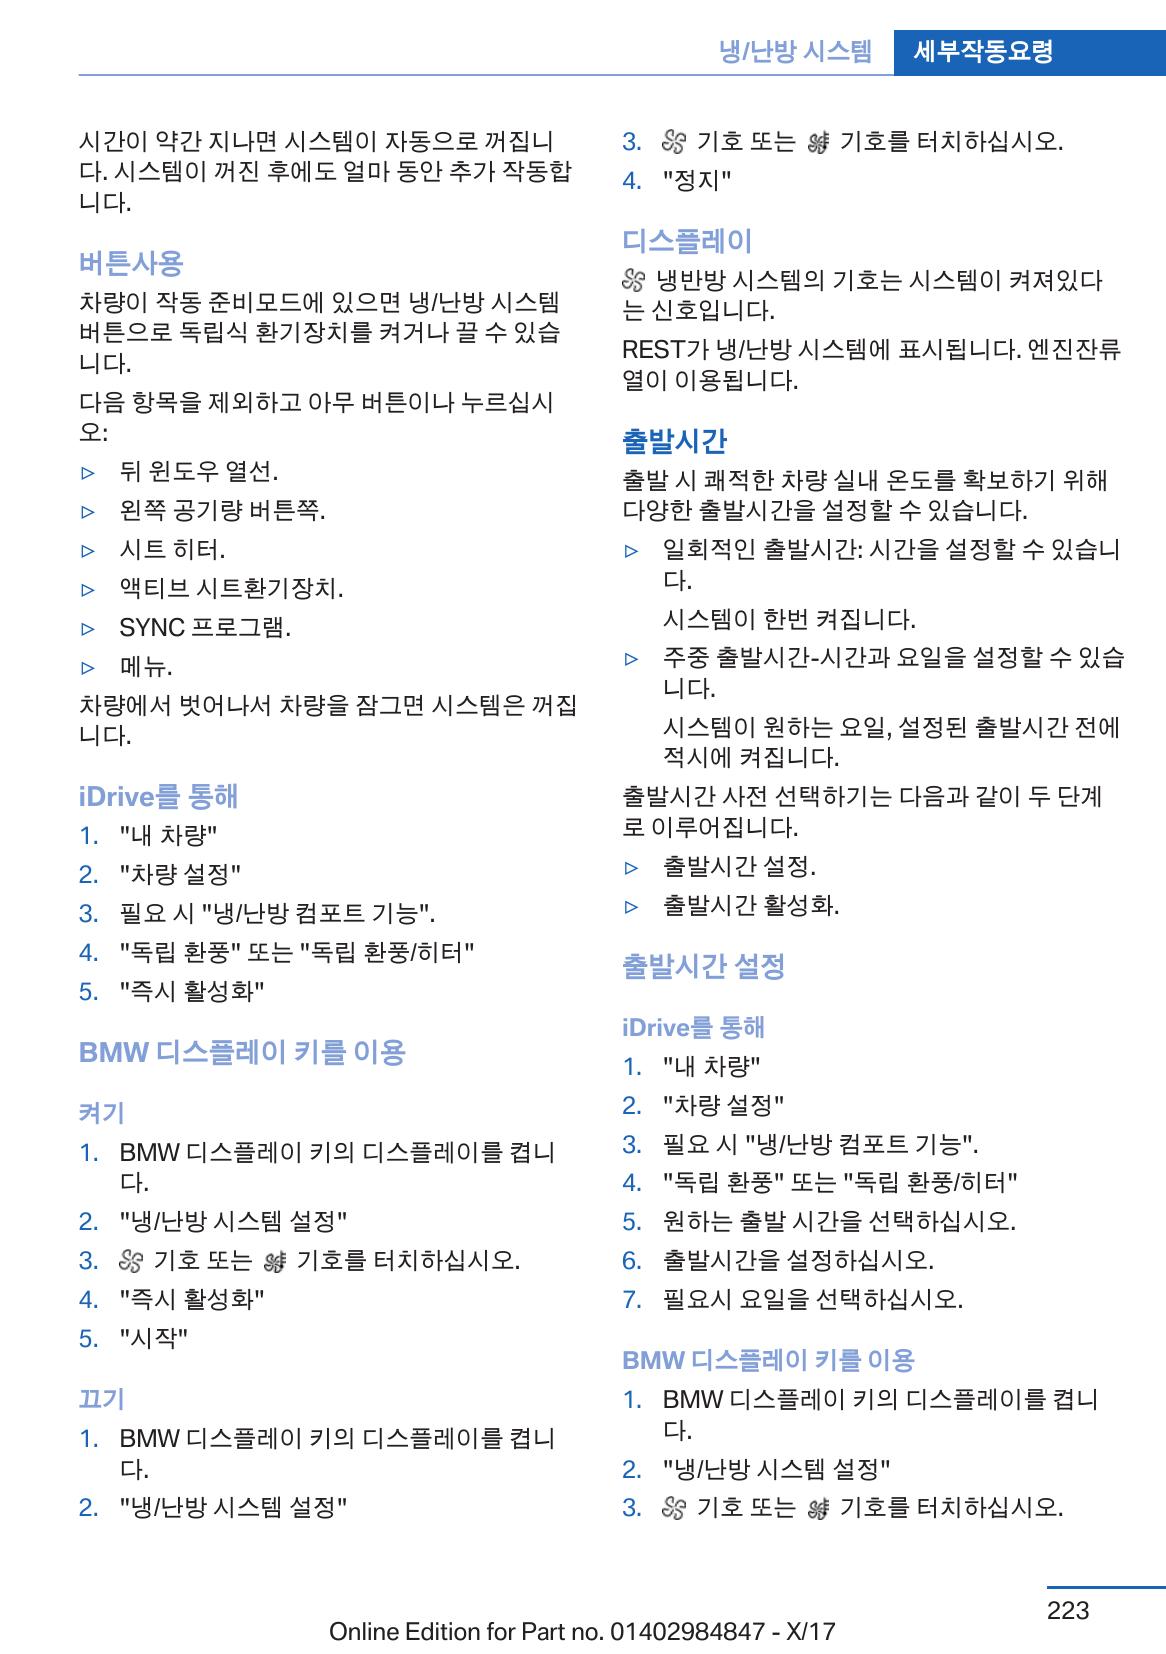 냉/난방 시스템
세부작동요령
시간이 약간 지나면 시스템이 자동으로 꺼집니
다. 시스템이 꺼진 후에도 얼마 동안 추가 작동합
니다.
버튼사용
차량이 작동 준비모드에 있으면 냉/난방 시스템
버튼으로 독립식 환기장치를 켜거나 끌 수 있습
니다.
다음 항목을 제외하고 아무 버튼이나 누르십시
오:
▷ 뒤 윈도우 열선.
▷ 왼쪽 공기량 버튼쪽.
▷ 시트 히터.
▷ 액티브 시트환기장치.
▷ SYNC 프로그램.
▷ 메뉴.
차량에서 벗어나서 차량을 잠그면 시스템은 꺼집
니다.
iDrive를 통해
1. "내 차량"
2. "차량 설정"
3. 필요 시 "냉/난방 컴포트 기능".
4. "독립 환풍" 또는 "독립 환풍/히터"
5. "즉시 활성화"
BMW 디스플레이 키를 이용
켜기
1. BMW 디스플레이 키의 디스플레이를 켭니
다.
2. "냉/난방 시스템 설정"
3. 기호 또는 기호를 터치하십시오.
4. "즉시 활성화"
5. "시작"
끄기
1. BMW 디스플레이 키의 디스플레이를 켭니
다.
2. "냉/난방 시스템 설정"
3. 기호 또는 기호를 터치하십시오.
4. "정지"
디스플레이
냉반방 시스템의 기호는 시스템이 켜져있다
는 신호입니다.
REST가 냉/난방 시스템에 표시됩니다. 엔진잔류
열이 이용됩니다.
출발시간
출발 시 쾌적한 차량 실내 온도를 확보하기 위해
다양한 출발시간을 설정할 수 있습니다.
▷ 일회적인 출발시간: 시간을 설정할 수 있습니
다.
시스템이 한번 켜집니다.
▷ 주중 출발시간-시간과 요일을 설정할 수 있습
니다.
시스템이 원하는 요일, 설정된 출발시간 전에
적시에 켜집니다.
출발시간 사전 선택하기는 다음과 같이 두 단계
로 이루어집니다.
▷ 출발시간 설정.
▷ 출발시간 활성화.
출발시간 설정
iDrive를 통해
1. "내 차량"
2. "차량 설정"
3. 필요 시 "냉/난방 컴포트 기능".
4. "독립 환풍" 또는 "독립 환풍/히터"
5. 원하는 출발 시간을 선택하십시오.
6. 출발시간을 설정하십시오.
7. 필요시 요일을 선택하십시오.
BMW 디스플레이 키를 이용
1. BMW 디스플레이 키의 디스플레이를 켭니
다.
2. "냉/난방 시스템 설정"
3. 기호 또는 기호를 터치하십시오.
223
Online Edition for Part no. 01402984847 - X/17